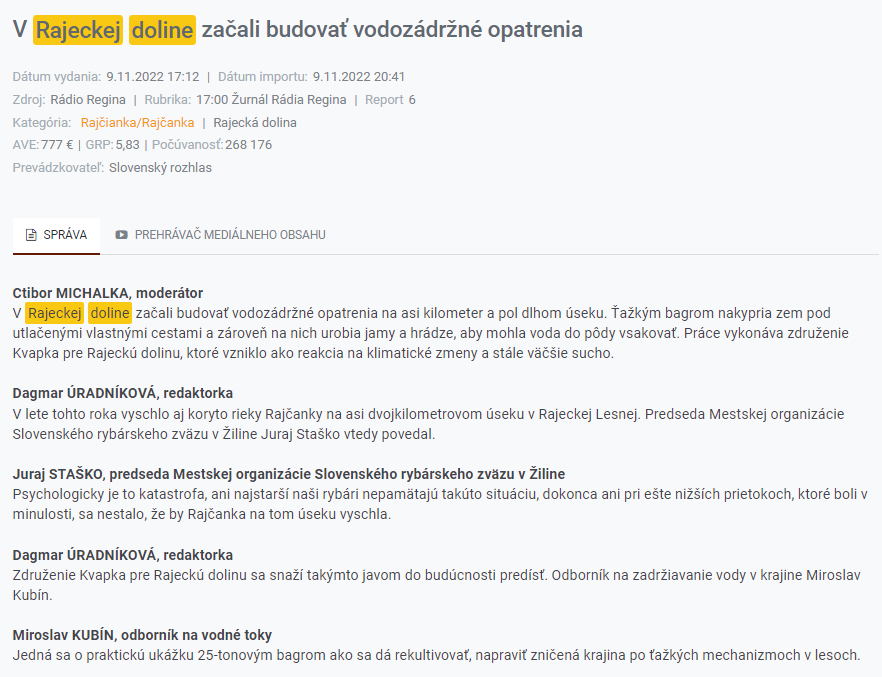 V Rajeckej doline začali budovať vodozádržné opatrenia
Dátum vydania: 9.11.2022 17:12 | Dátum importu: 9.11.2022 20:41
Zdroj: Rádio Regina | Rubrika: 17:00 Žurnál Rádia Regina | Report 6
Kategória: Rajčianka/Rajčanka | Rajecká dolina
AVE: 777 € | GRP: 5,83 | Počúvanosť: 268 176
Prevádzkovateľ: Slovenský rozhlas
SPRÁVA PREHRÁVAČ MEDIÁLNEHO OBSAHU
Ctibor MICHALKA, moderátor
V Rajeckej doline začali budovať vodozádržné opatrenia na asi kilometer a pol dlhom úseku. Ťažkým bagrom nakypria zem pod
utlačenými vlastnými cestami a zároveň na nich urobia jamy a hrádze, aby mohla voda do pôdy vsakovať. Práce vykonáva združenie
Kvapka pre Rajeckú dolinu, ktoré vzniklo ako reakcia na klimatické zmeny a stále väčšie sucho.
Dagmar ÚRADNÍKOVÁ, redaktorka
V lete tohto roka vyschlo aj koryto rieky Rajčanky na asi dvojkilometrovom úseku v Rajeckej Lesnej. Predseda Mestskej organizácie
Slovenského rybárskeho zväzu v Žiline Juraj Staško vtedy povedal.
Juraj STAŠKO, predseda Mestskej organizácie Slovenského rybárskeho zväzu v Žiline
Psychologicky je to katastrofa, ani najstarší naši rybári nepamätajú takúto situáciu, dokonca ani pri ešte nižších prietokoch, ktoré boli v
minulosti, sa nestalo, že by Rajčanka na tom úseku vyschla.
Dagmar ÚRADNÍKOVÁ, redaktorka
Združenie Kvapka pre Rajeckú dolinu sa snaží takýmto javom do budúcnosti predísť. Odborník na zadržiavanie vody v krajine Miroslav
Kubín.
Miroslav KUBÍN, odborník na vodné toky
Jedná sa o praktickú ukážku 25-tonovým bagrom ako sa dá rekultivovať, napraviť zničená krajina po ťažkých mechanizmoch v lesoch.